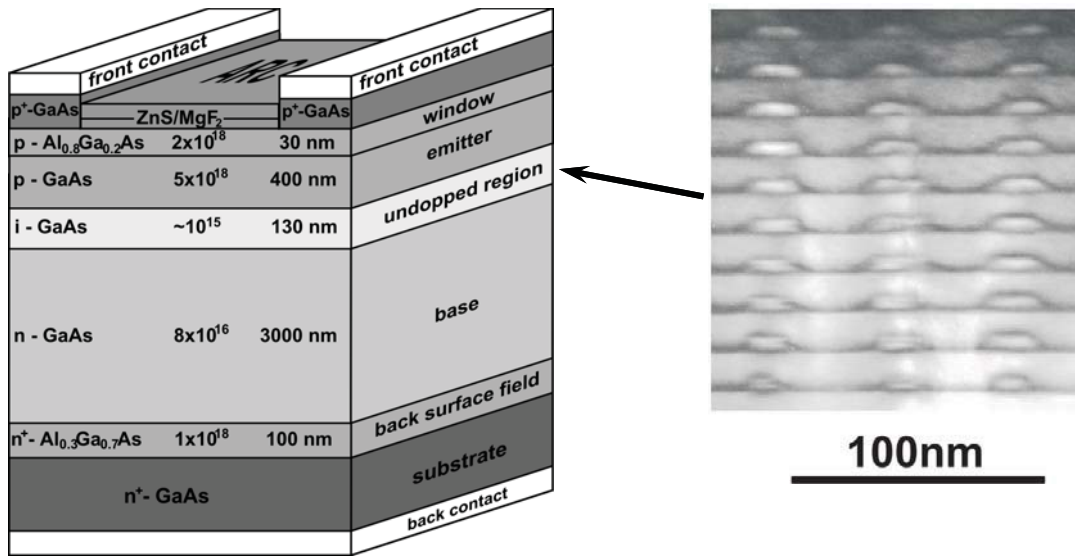 front contact
ARC
front contact
p⁺-GaAs
ZnS/MgF₂
p⁺-GaAs
window
p - Al₀.₈Ga₀.₂As 2x10¹⁸ 30 nm
emitter
p - GaAs 5x10¹⁸ 400 nm
undopped region
i - GaAs ~10¹⁵ 130 nm
n - GaAs 8x10¹⁶ 3000 nm
base
back surface field
n⁺- Al₀.₃Ga₀.₇As 1x10¹⁸ 100 nm
substrate
n⁺- GaAs
back contact
100nm